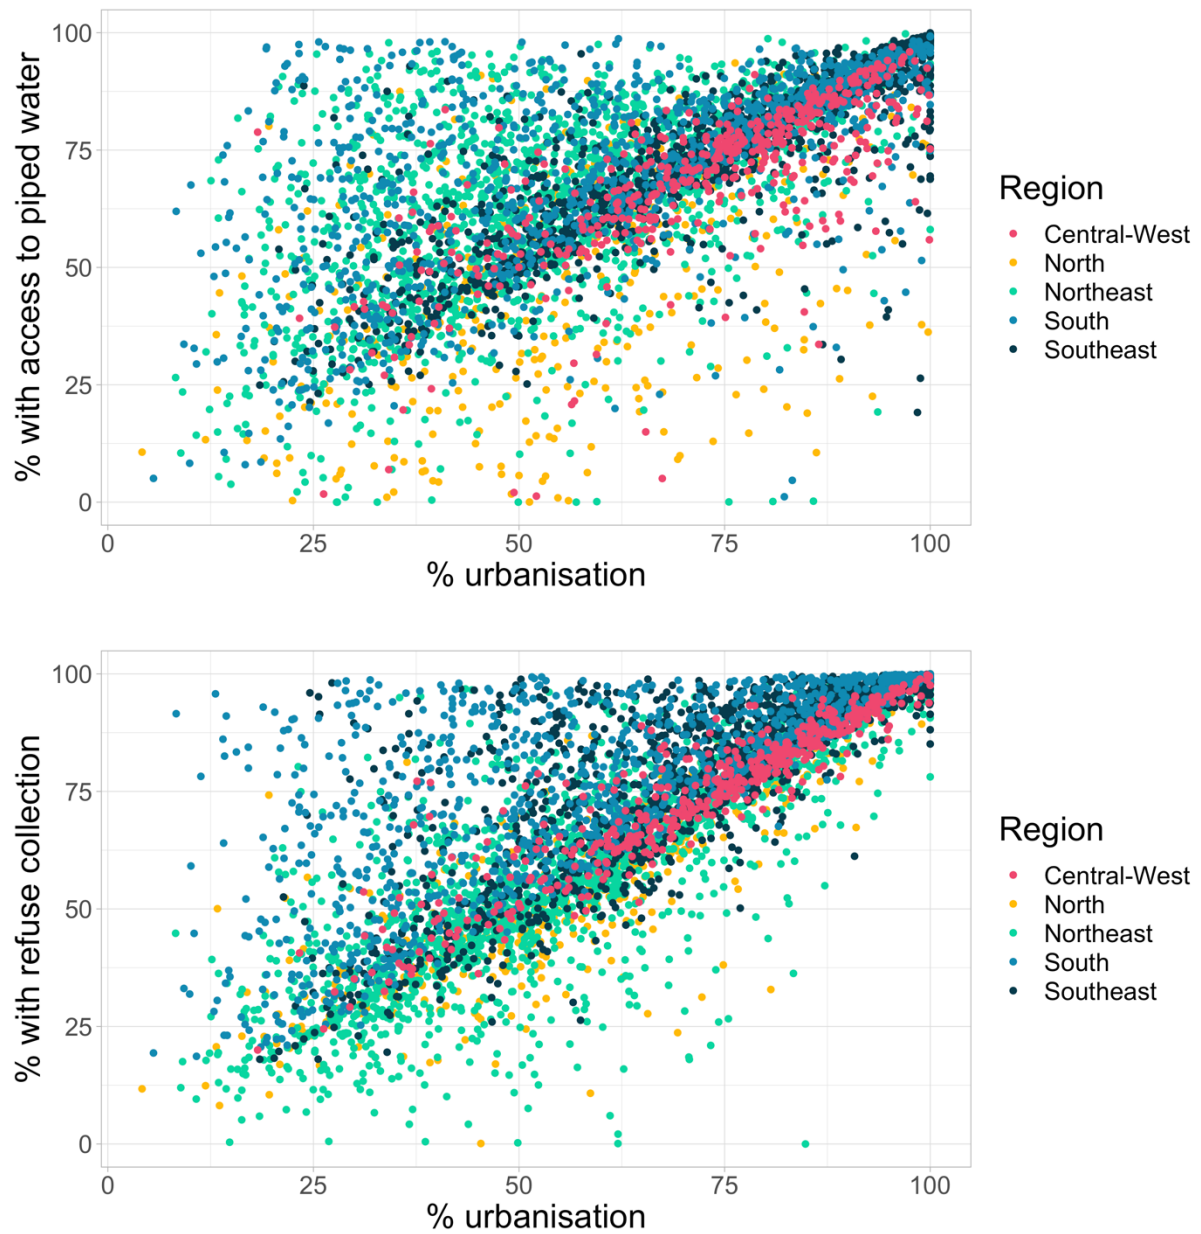 % with access to piped water
100
75
50
25
0
0 25 50 75 100
% urbanisation
Region
Central-West
North
Northeast
South
Southeast
% with refuse collection
100
75
50
25
0
0 25 50 75 100
% urbanisation
Region
Central-West
North
Northeast
South
Southeast